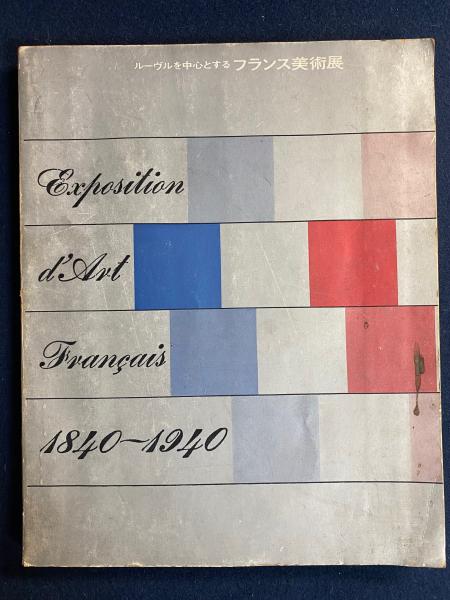 ルーヴルを中心とする フランス美術展
Exposition
d'Art
Français
1840~1940